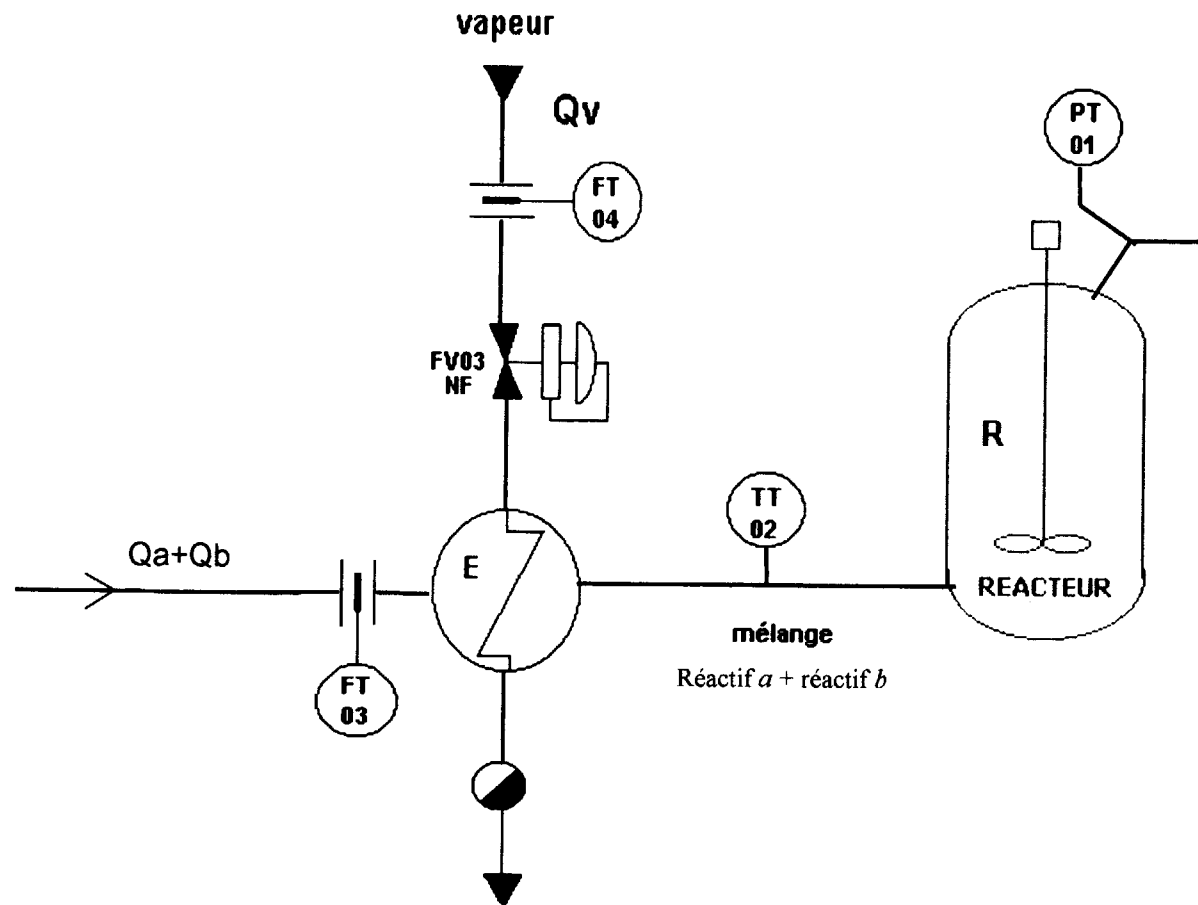 vapeur
Qv
PT
01
FT
04
FV03
NF
R
TT
02
Qa+Qb
E
REACTEUR
mélange
Réactif a + réactif b
FT
03